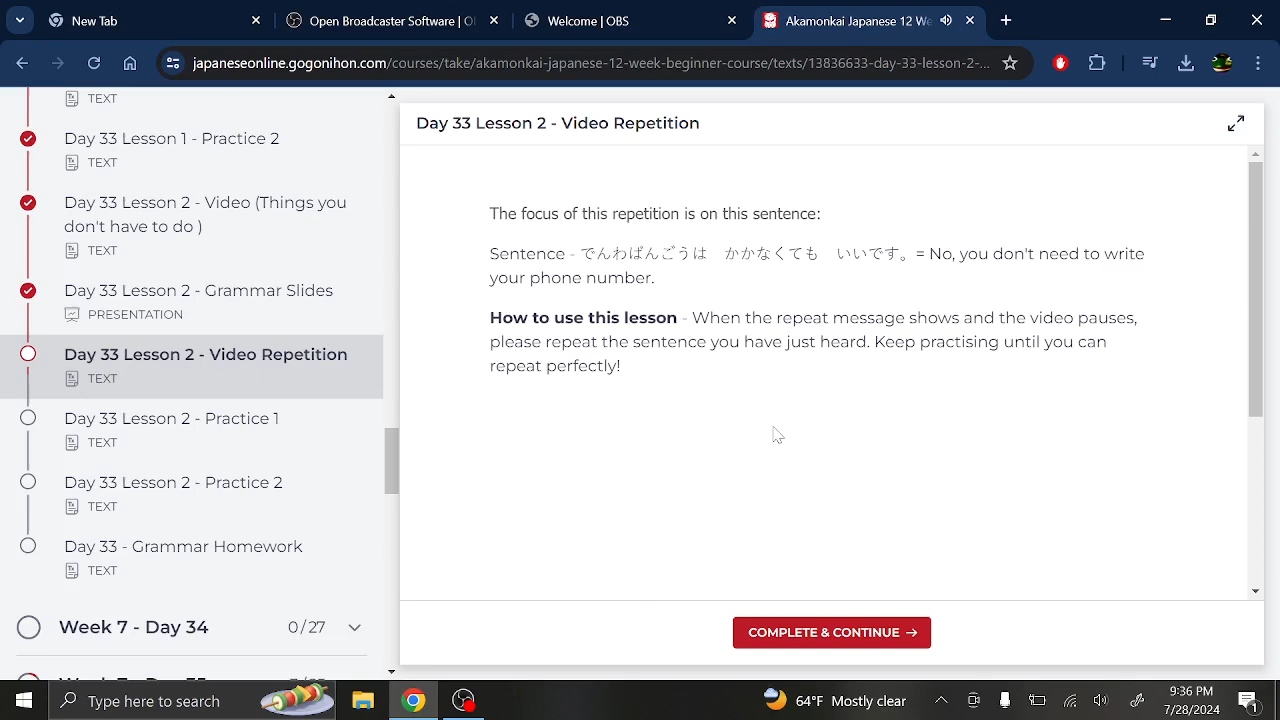 New Tab
Open Broadcaster Software | O
Welcome | OBS
Akamonkai Japanese 12 We
japaneseonline.gogonihon.com/courses/take/akamonkai-japanese-12-week-beginner-course/texts/13836633-day-33-lesson-2-...
TEXT
Day 33 Lesson 1 - Practice 2
TEXT
Day 33 Lesson 2 - Video (Things you
don't have to do )
TEXT
Day 33 Lesson 2 - Grammar Slides
PRESENTATION
Day 33 Lesson 2 - Video Repetition
TEXT
Day 33 Lesson 2 - Practice 1
TEXT
Day 33 Lesson 2 - Practice 2
TEXT
Day 33 - Grammar Homework
TEXT
Week 7 - Day 34 0/27
Day 33 Lesson 2 - Video Repetition
The focus of this repetition is on this sentence:
Sentence - でんわばんごうは　かかなくても　いいです。= No, you don't need to write
your phone number.
How to use this lesson - When the repeat message shows and the video pauses,
please repeat the sentence you have just heard. Keep practising until you can
repeat perfectly!
COMPLETE & CONTINUE →
Type here to search
64°F Mostly clear
9:36 PM
7/28/2024
1